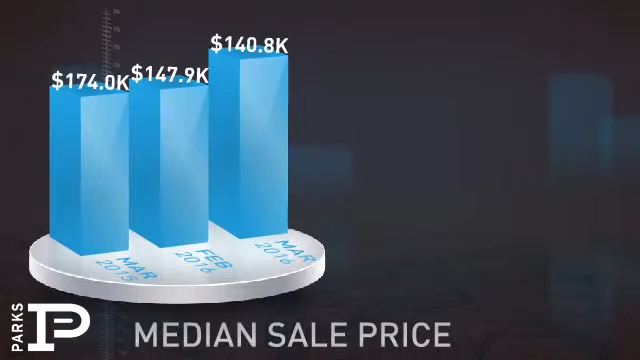 $174.0K
$147.9K
$140.8K
MAR
2015
FEB
2016
MAR
2016
PARKS
P
MEDIAN SALE PRICE